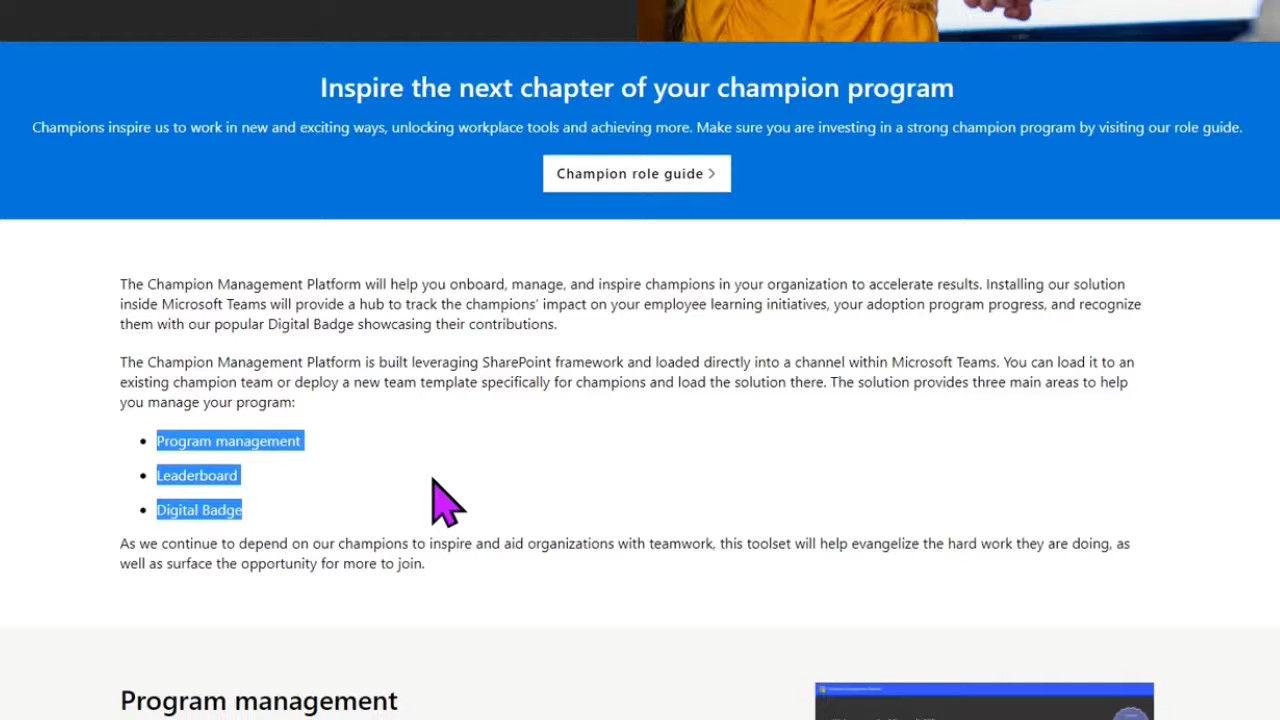 Inspire the next chapter of your champion program
Champions inspire us to work in new and exciting ways, unlocking workplace tools and achieving more. Make sure you are investing in a strong champion program by visiting our role guide.
Champion role guide >
The Champion Management Platform will help you onboard, manage, and inspire champions in your organization to accelerate results. Installing our solution
inside Microsoft Teams will provide a hub to track the champions’ impact on your employee learning initiatives, your adoption program progress, and recognize
them with our popular Digital Badge showcasing their contributions.
The Champion Management Platform is built leveraging SharePoint framework and loaded directly into a channel within Microsoft Teams. You can load it to an
existing champion team or deploy a new team template specifically for champions and load the solution there. The solution provides three main areas to help
you manage your program:
• Program management
• Leaderboard
• Digital Badge
As we continue to depend on our champions to inspire and aid organizations with teamwork, this toolset will help evangelize the hard work they are doing, as
well as surface the opportunity for more to join.
Program management